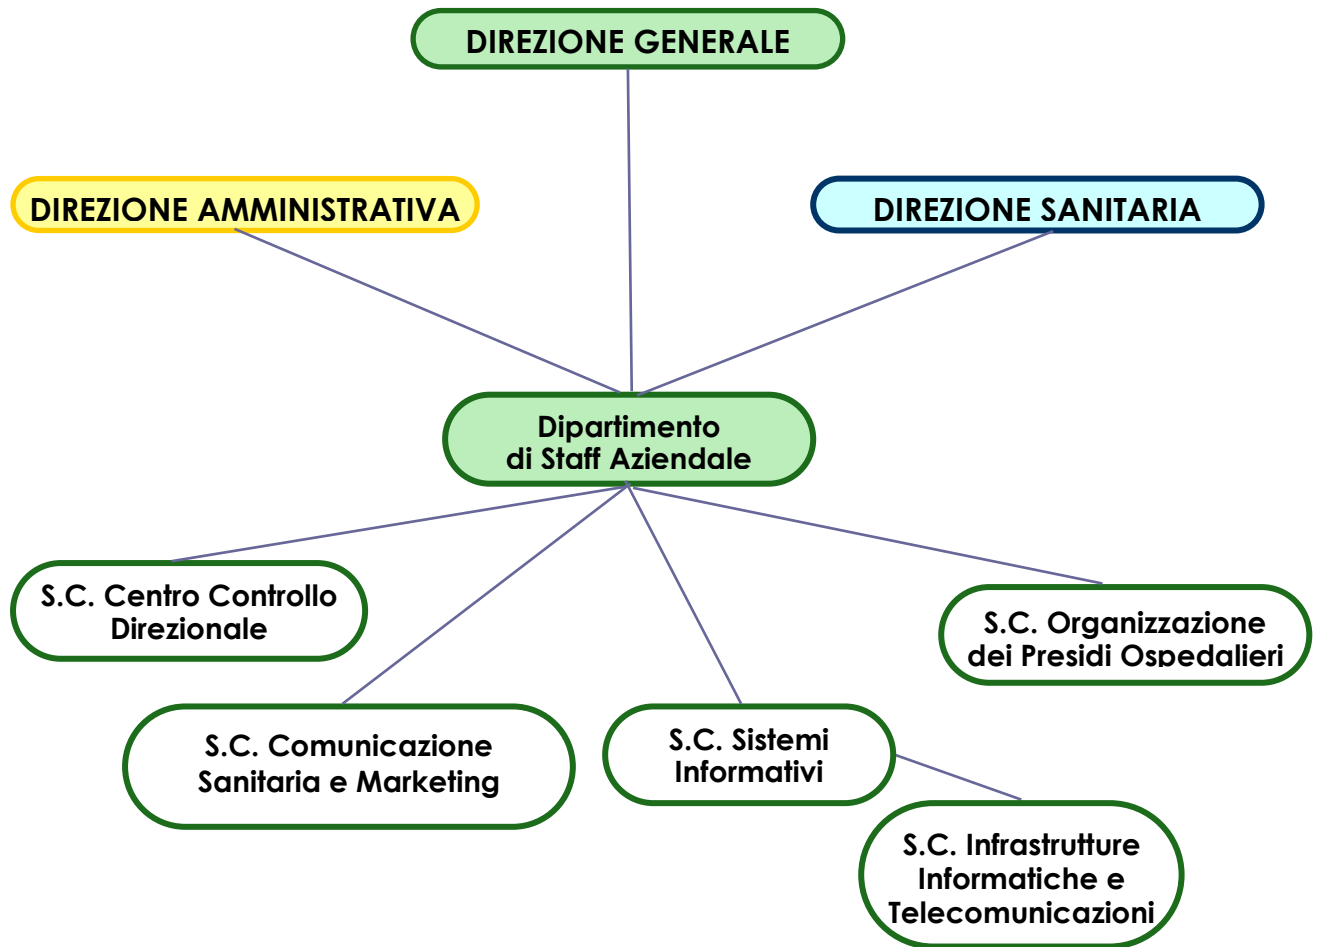 DIREZIONE GENERALE
DIREZIONE AMMINISTRATIVA
DIREZIONE SANITARIA
Dipartimento
di Staff Aziendale
S.C. Centro Controllo
Direzionale
S.C. Organizzazione
dei Presidi Ospedalieri
S.C. Comunicazione
Sanitaria e Marketing
S.C. Sistemi
Informativi
S.C. Infrastrutture
Informatiche e
Telecomunicazioni